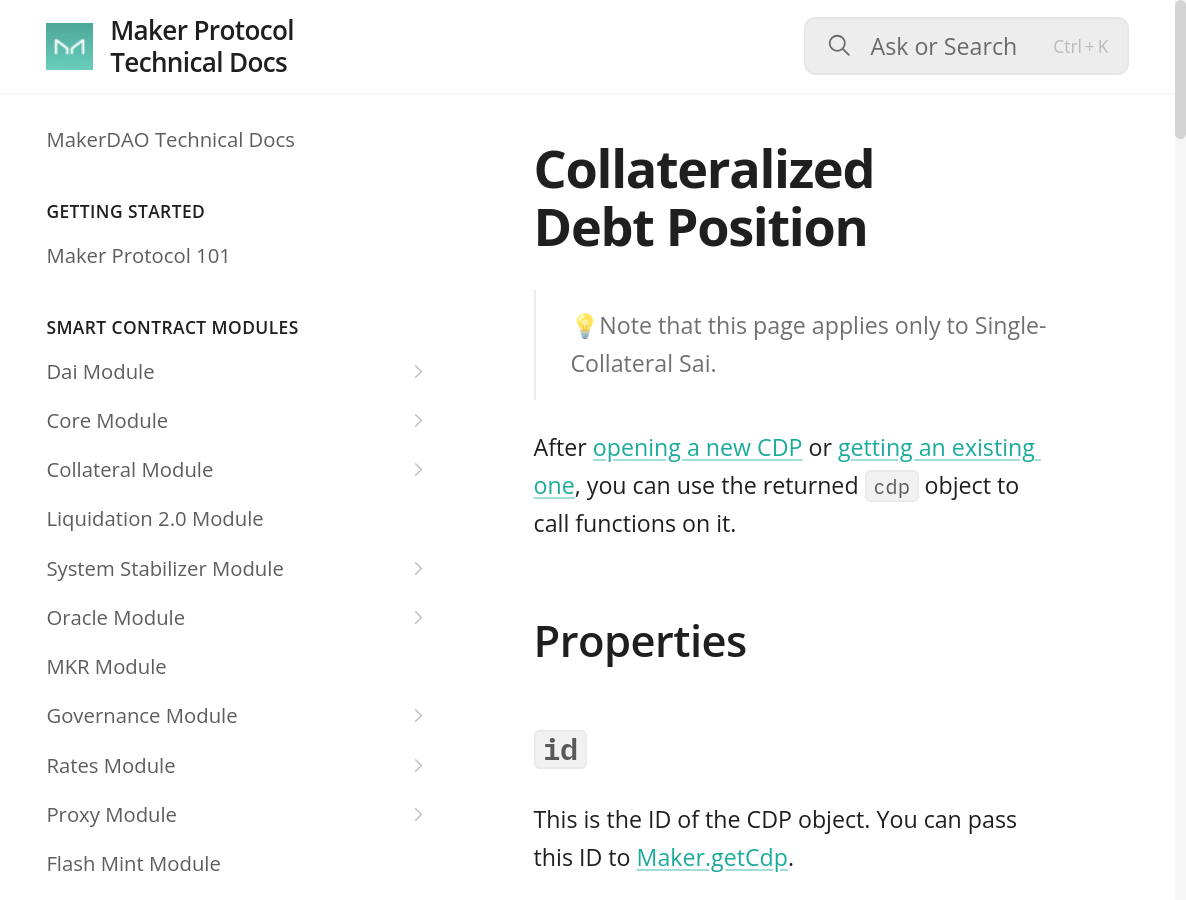 Maker Protocol
Technical Docs
Ask or Search
Ctrl + K
MakerDAO Technical Docs
GETTING STARTED
Maker Protocol 101
SMART CONTRACT MODULES
Dai Module
Core Module
Collateral Module
Liquidation 2.0 Module
System Stabilizer Module
Oracle Module
MKR Module
Governance Module
Rates Module
Proxy Module
Flash Mint Module
Collateralized
Debt Position
💡Note that this page applies only to Single-
Collateral Sai.
After opening a new CDP or getting an existing
one, you can use the returned cdp object to
call functions on it.
Properties
id
This is the ID of the CDP object. You can pass
this ID to Maker.getCdp.